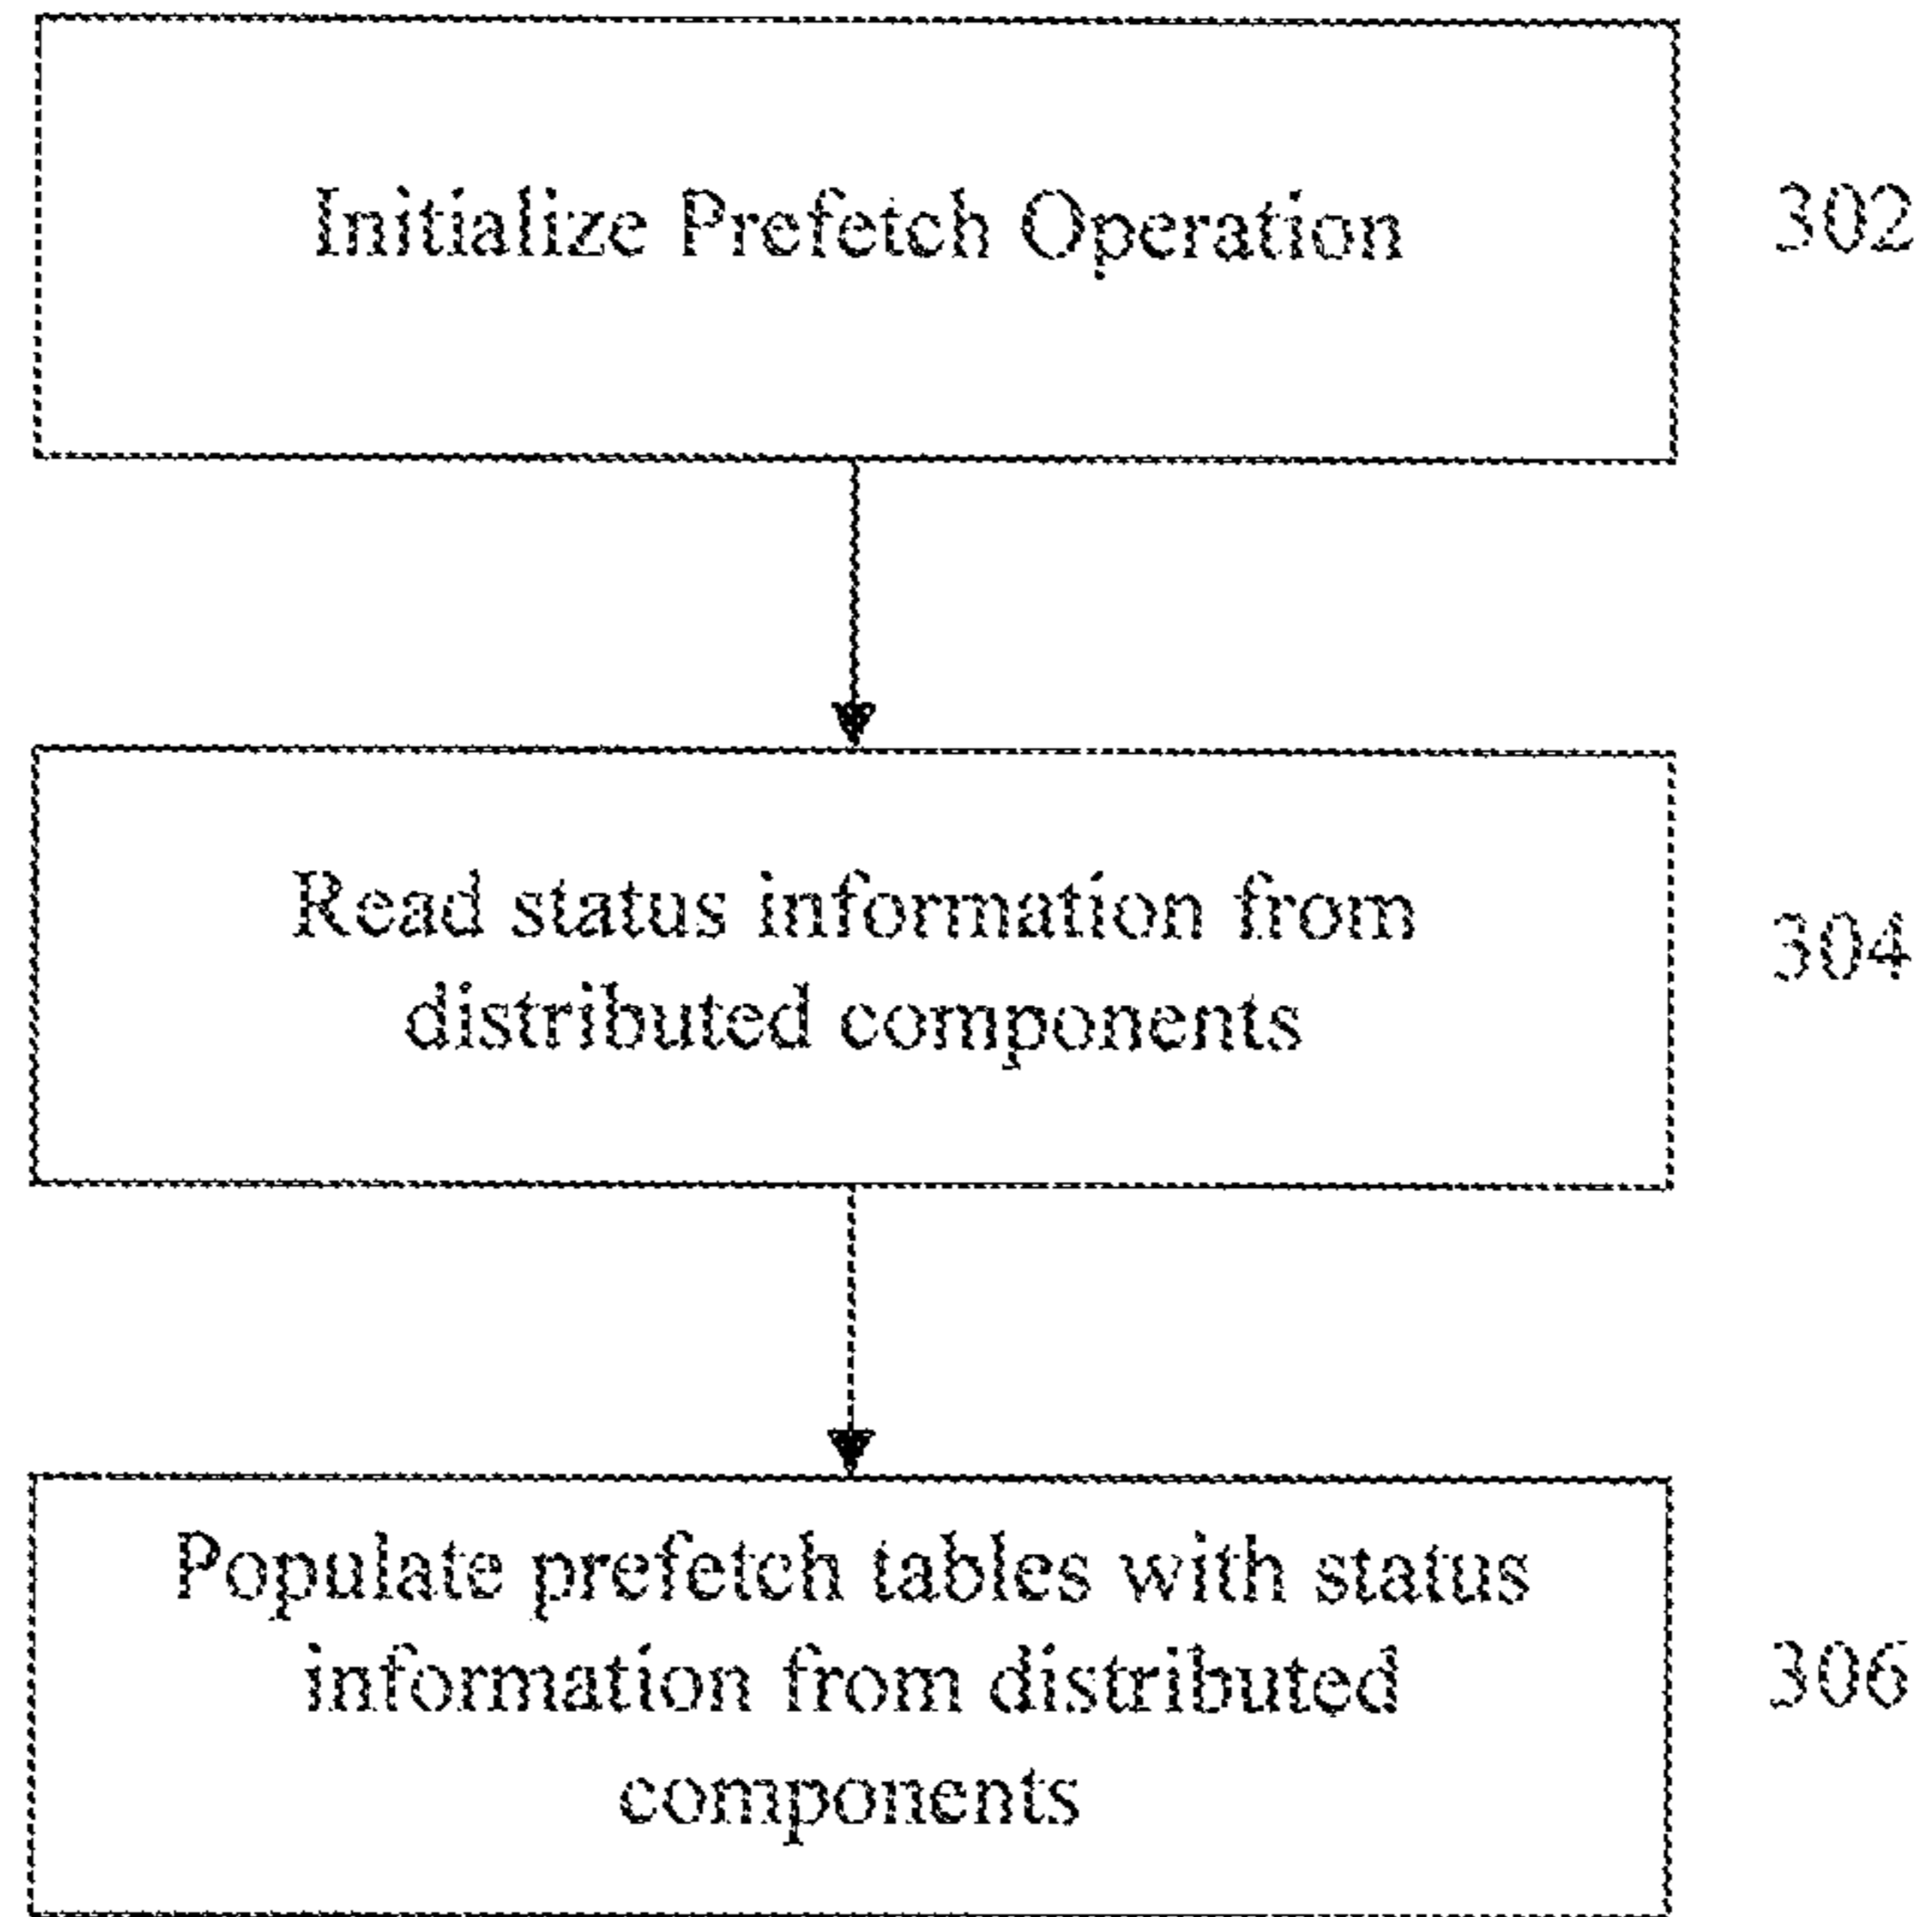 Initialize Prefetch Operation
302
Read status information from
distributed components
304
Populate prefetch tables with status
information from distributed
components
306